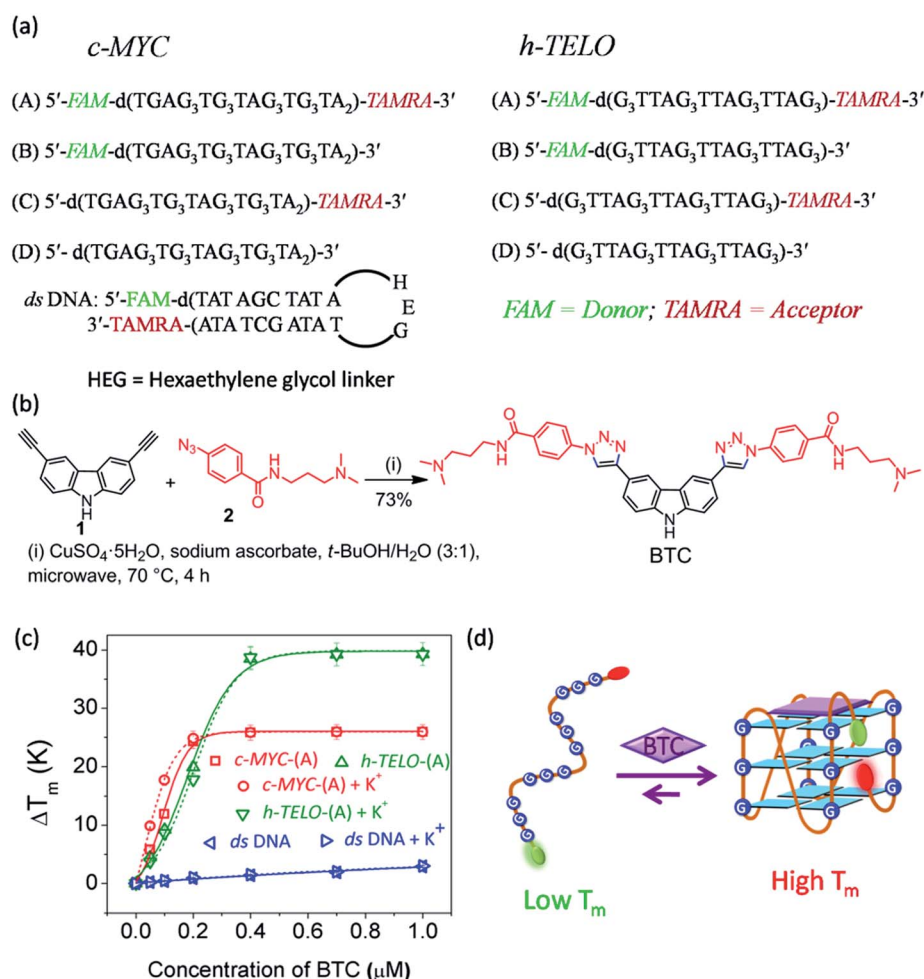 (a)
c-MYC
h-TELO
(A) 5'-FAM-d(TGAG₃TG₃TAG₃TG₃TA₂)-TAMRA-3'
(A) 5'-FAM-d(G₃TTAG₃TTAG₃TTAG₃)-TAMRA-3'
(B) 5'-FAM-d(TGAG₃TG₃TAG₃TG₃TA₂)-3'
(B) 5'-FAM-d(G₃TTAG₃TTAG₃TTAG₃)-3'
(C) 5'-d(TGAG₃TG₃TAG₃TG₃TA₂)-TAMRA-3'
(C) 5'-d(G₃TTAG₃TTAG₃TTAG₃)-TAMRA-3'
(D) 5'- d(TGAG₃TG₃TAG₃TG₃TA₂)-3'
(D) 5'- d(G₃TTAG₃TTAG₃TTAG₃)-3'
ds DNA: 5'-FAM-d(TAT AGC TAT A
3'-TAMRA-(ATA TCG ATA T
H
E
G
FAM = Donor; TAMRA = Acceptor
HEG = Hexaethylene glycol linker
(b)
N
H
1
+
N₃
O
N
H
N
2
(i)
73%
N
O
N
H
N
N
N
N
H
N
N
N
O
N
H
N
BTC
(i) CuSO₄·5H₂O, sodium ascorbate, t-BuOH/H₂O (3:1),
microwave, 70 °C, 4 h
(c)
40
30
20
10
0
ΔTₘ (K)
c-MYC-(A)
h-TELO-(A)
c-MYC-(A) + K⁺
h-TELO-(A) + K⁺
ds DNA
ds DNA + K⁺
0.0 0.2 0.4 0.6 0.8 1.0
Concentration of BTC (μM)
(d)
G G G
G G G
G G G
G G G
BTC
G
G
G
G
G
G
Low Tₘ
High Tₘ